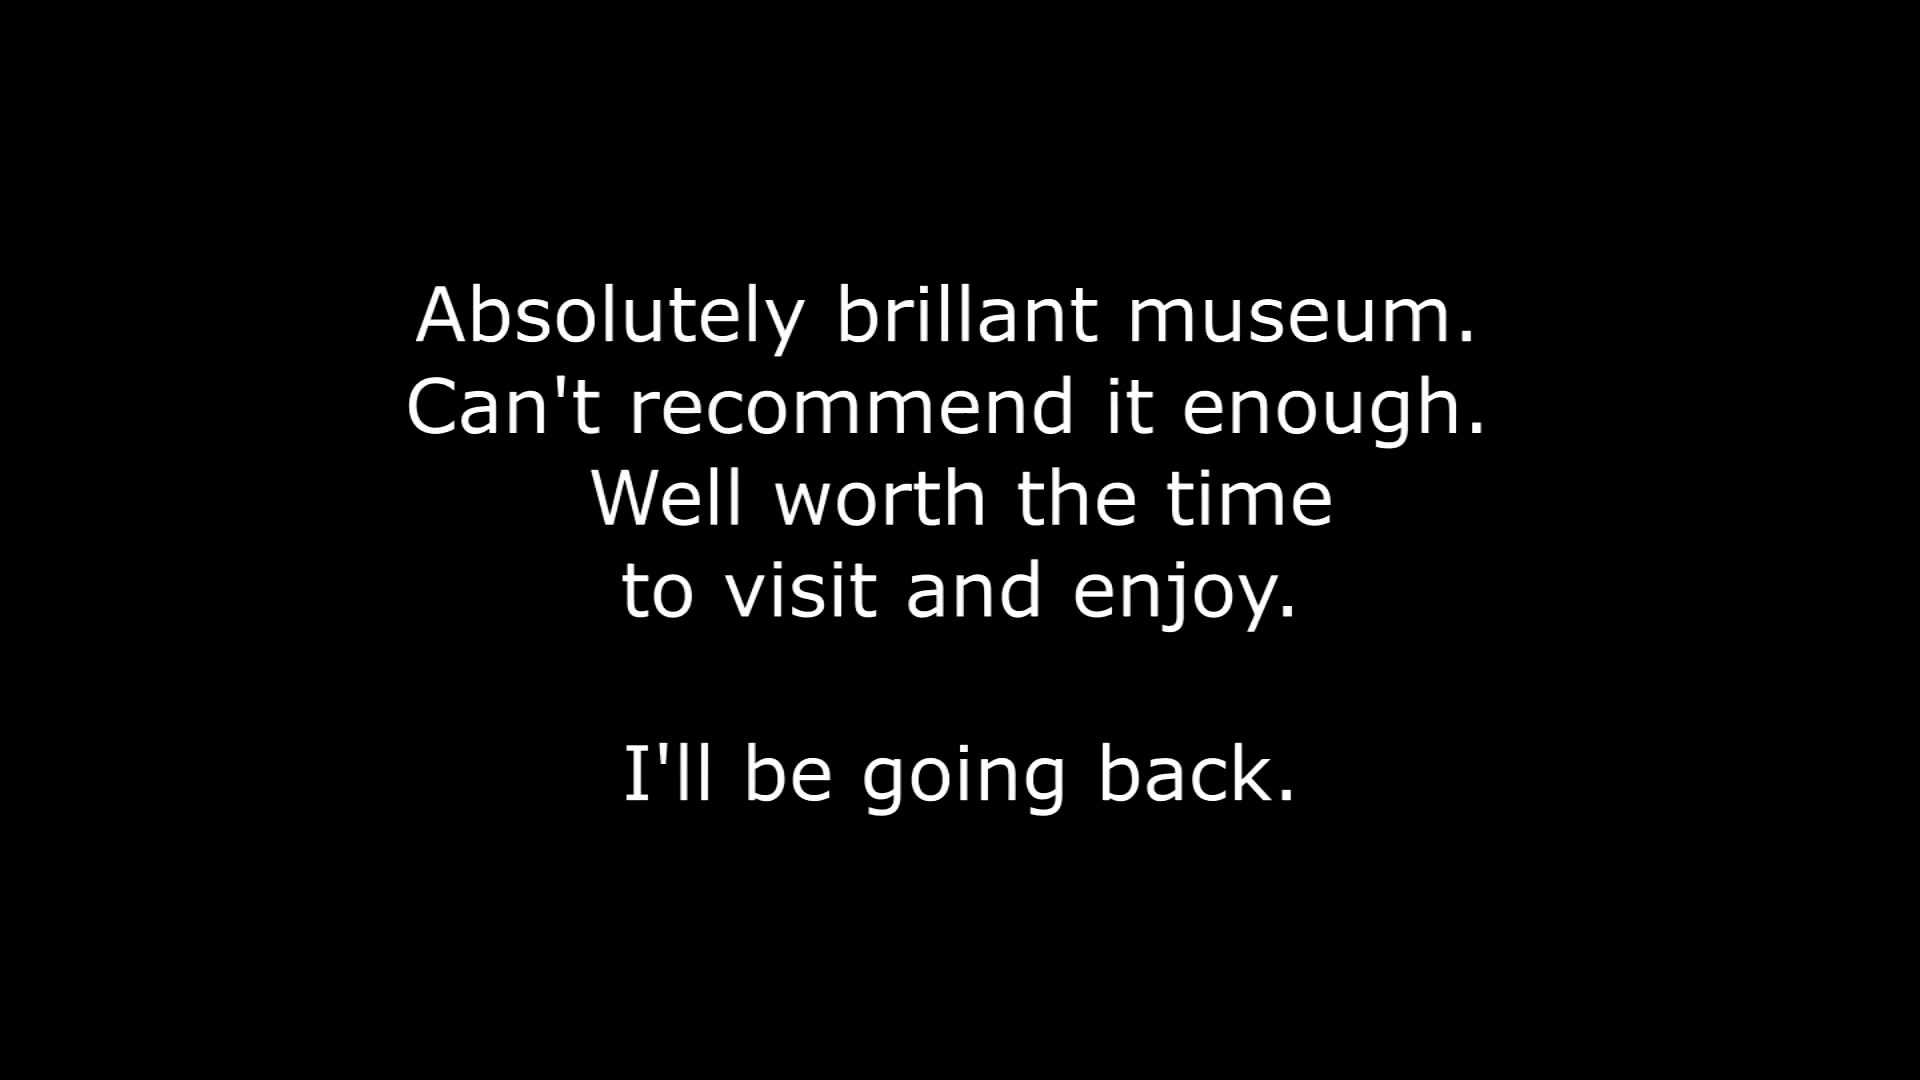 Absolutely brillant museum.
Can't recommend it enough.
Well worth the time
to visit and enjoy.
I'll be going back.